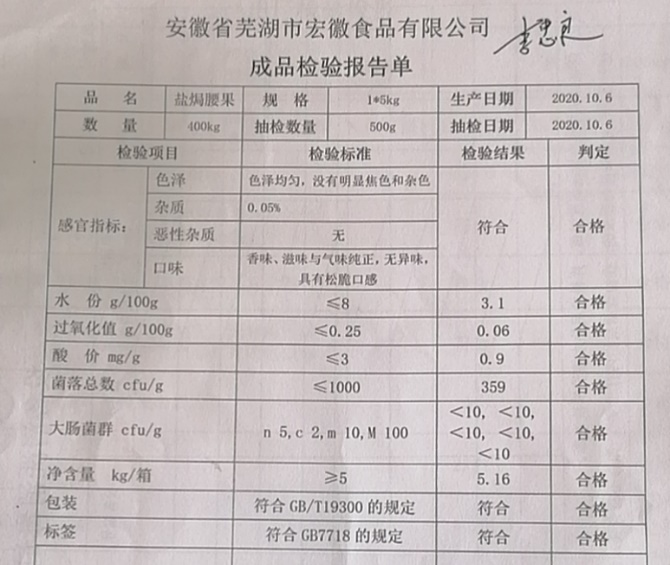 安徽省芜湖市宏徽食品有限公司
成品检验报告单
品 名 盐焗腰果 规 格 1*5kg 生产日期 2020.10.6
数 量 400kg 抽检数量 500g 抽检日期 2020.10.6
检验项目 检验标准 检验结果 判定
感官指标： 色泽 色泽均匀，没有明显焦色和杂色 符合 合格
杂质 0.05%
恶性杂质 无
口味 香味、滋味与气味纯正，无异味，
具有松脆口感
水 份 g/100g ≤8 3.1 合格
过氧化值 g/100g ≤0.25 0.06 合格
酸 价 mg/g ≤3 0.9 合格
菌落总数 cfu/g ≤1000 359 合格
大肠菌群 cfu/g n 5,c 2,m 10,M 100 <10, <10, 合格
<10, <10,
<10
净含量 kg/箱 ≥5 5.16 合格
包装 符合 GB/T19300 的规定 符合 合格
标签 符合 GB7718 的规定 符合 合格